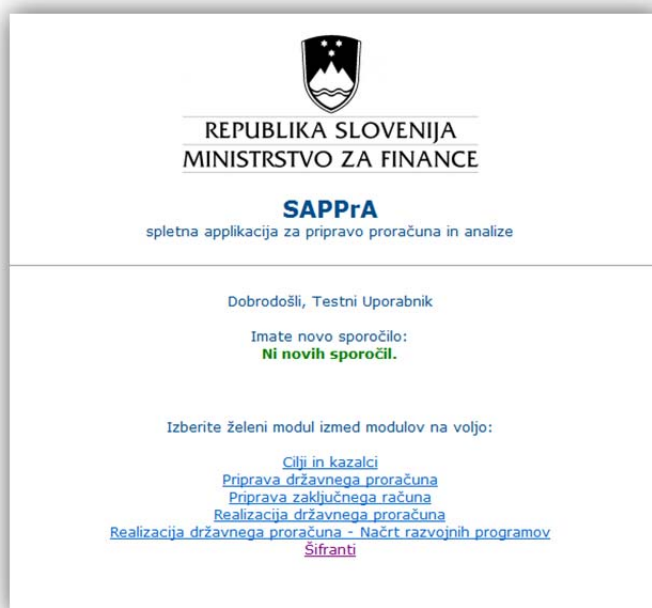 REPUBLIKA SLOVENIJA
MINISTRSTVO ZA FINANCE
SAPPrA
spletna applikacija za pripravo proračuna in analize
Dobrodošli, Testni Uporabnik
Imate novo sporočilo:
Ni novih sporočil.
Izberite želeni modul izmed modulov na voljo:
Cilji in kazalci
Priprava državnega proračuna
Priprava zaključnega računa
Realizacija državnega proračuna
Realizacija državnega proračuna - Načrt razvojnih programov
Šifranti